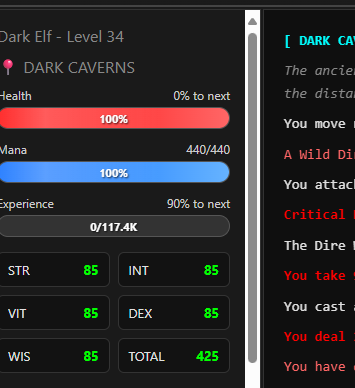 Dark Elf - Level 34
DARK CAVERNS
Health 0% to next
100%
Mana 440/440
100%
Experience 90% to next
0/117.4K
STR 85 INT 85
VIT 85 DEX 85
WIS 85 TOTAL 425
[ DARK
The ancien
the distan
You move
A Wild Di
You attac
Critical
The Dire
You take
You cast
You deal
You have